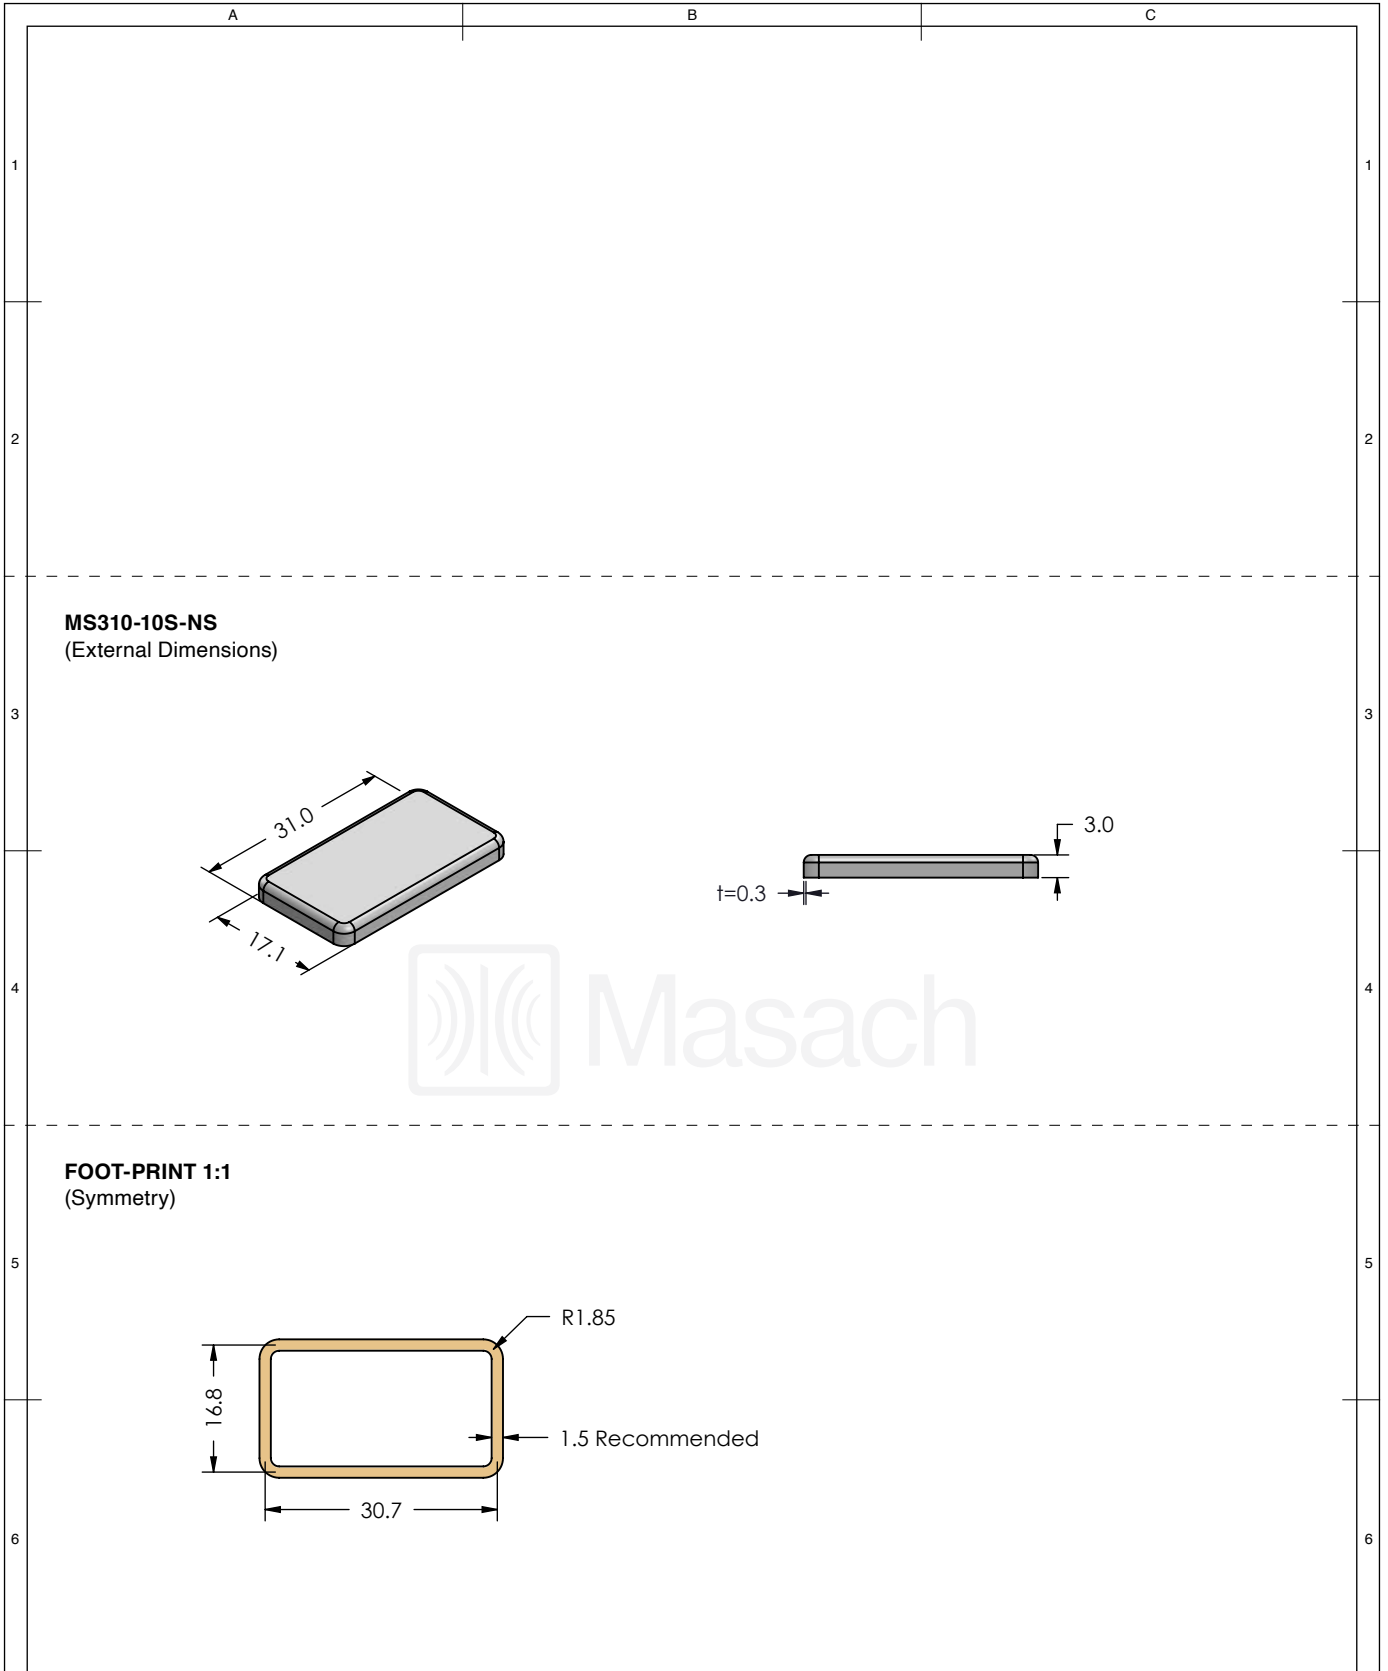 A B C
1 1
2 2
MS310-10S-NS
(External Dimensions)
3 3
31.0
17.1
3.0
t=0.3
4 4
Masach
FOOT-PRINT 1:1
(Symmetry)
5 5
R1.85
16.8
1.5 Recommended
30.7
6 6